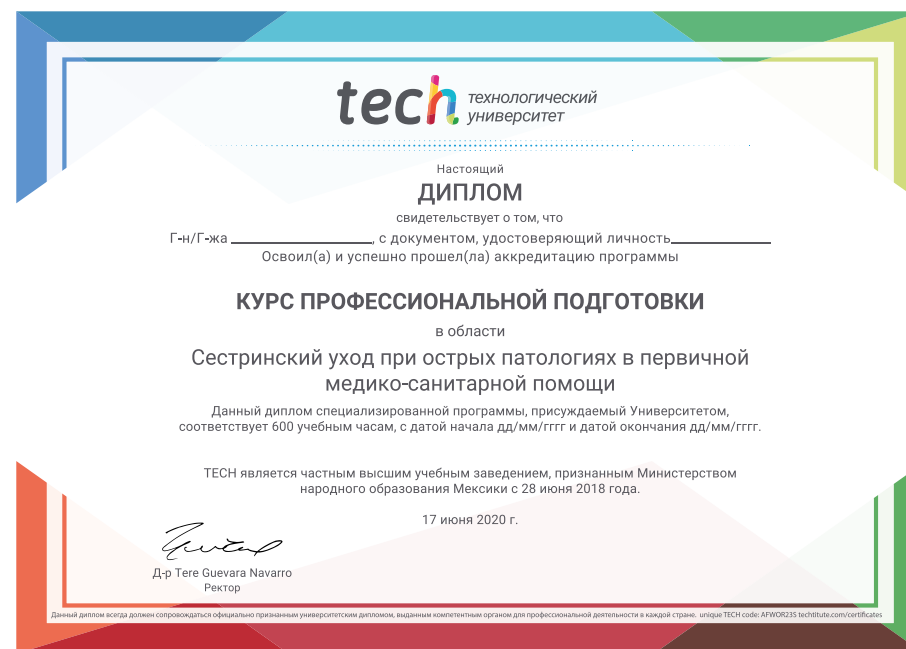 tech технологический
университет
Настоящий
ДИПЛОМ
свидетельствует о том, что
Г-н/Г-жа ____________, с документом, удостоверяющий личность____________
Освоил(а) и успешно прошел(ла) аккредитацию программы
КУРС ПРОФЕССИОНАЛЬНОЙ ПОДГОТОВКИ
в области
Сестринский уход при острых патологиях в первичной
медико-санитарной помощи
Данный диплом специализированной программы, присуждаемый Университетом,
соответствует 600 учебным часам, с датой начала дд/мм/гггг и датой окончания дд/мм/гггг.
TECH является частным высшим учебным заведением, признанным Министерством
народного образования Мексики с 28 июня 2018 года.
17 июня 2020 г.
Д-р Tere Guevara Navarro
Ректор
Данный диплом всегда должен сопровождаться официально признанным университетским дипломом, выданным компетентным органом для профессиональной деятельности в каждой стране. unique TECH code: AFWOR235 techtitute.com/certificates